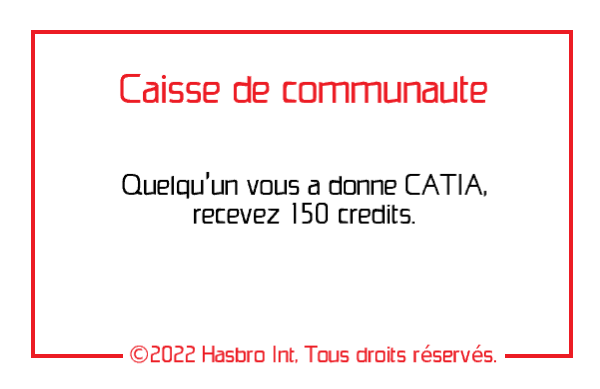 Caisse de communaute
Quelqu'un vous a donne CATIA,
recevez 150 credits.
©2022 Hasbro Int. Tous droits réservés.